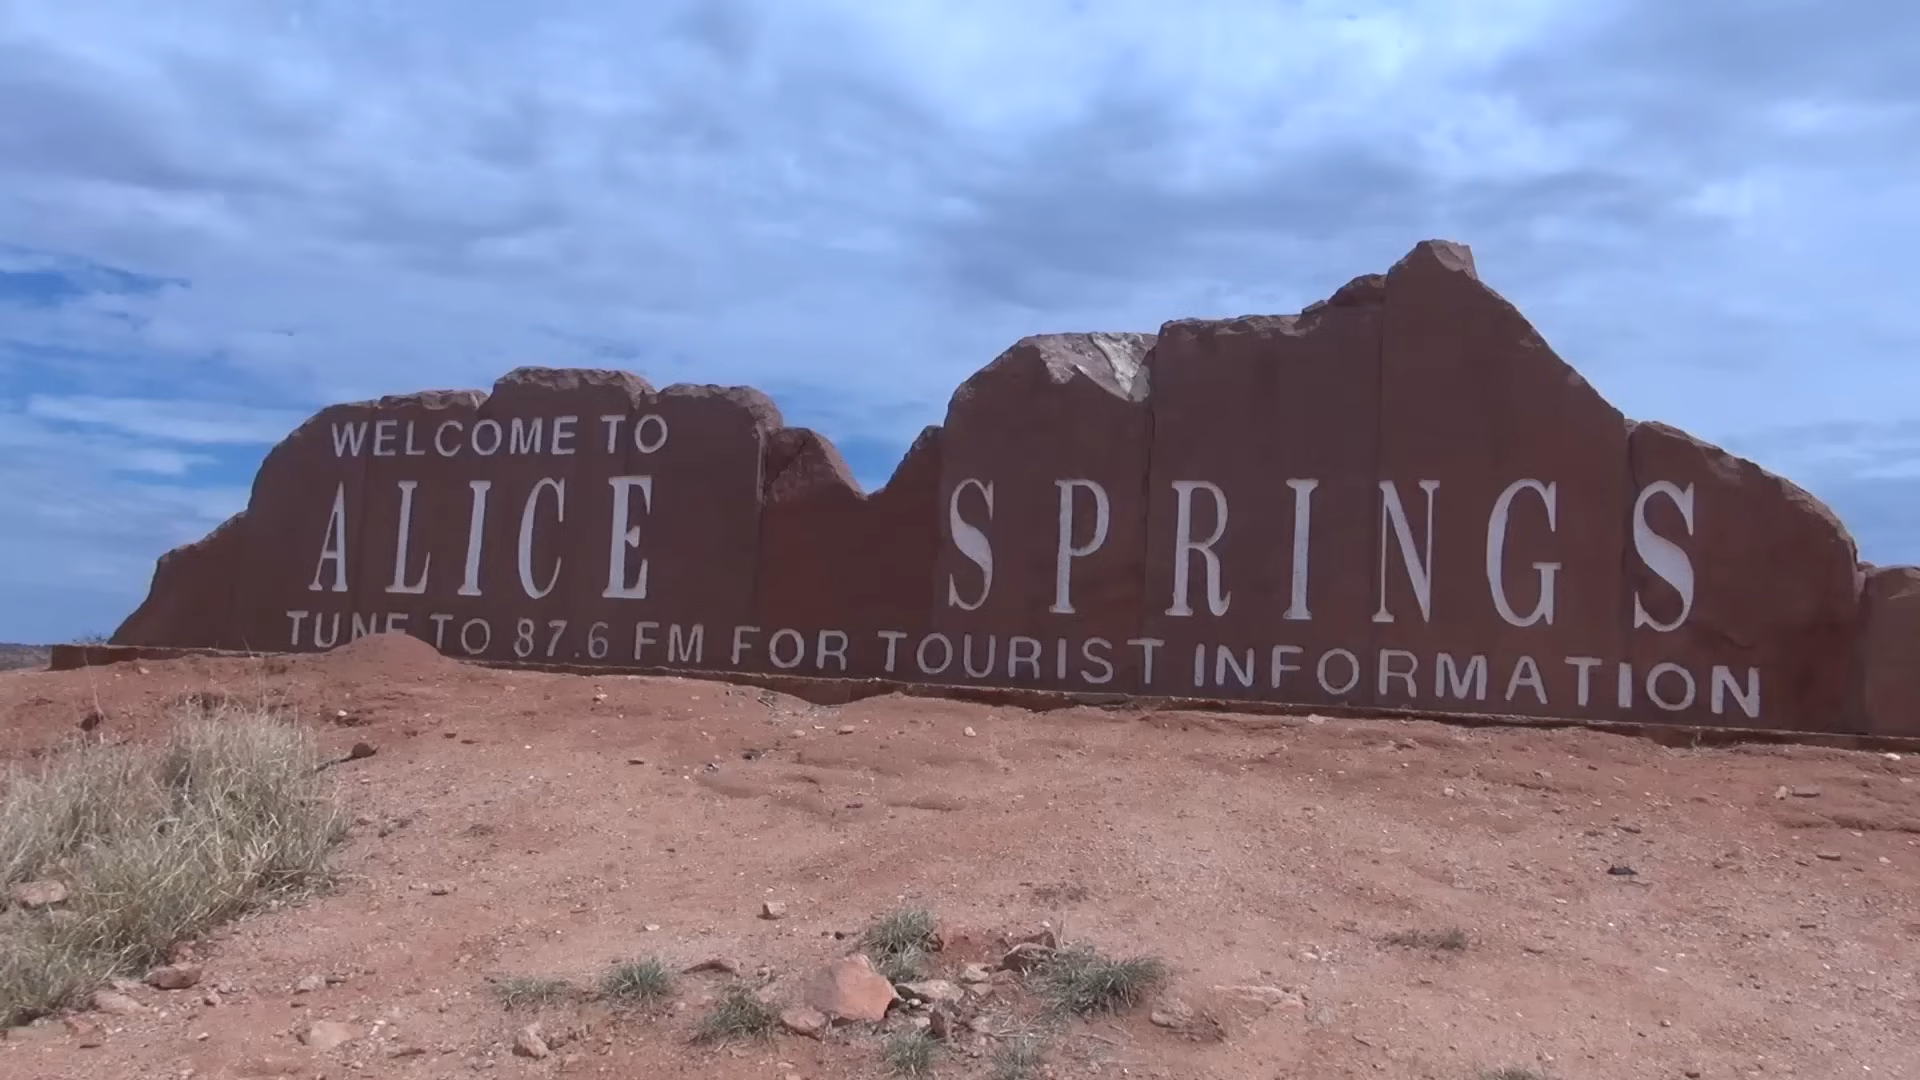 WELCOME TO
ALICE SPRINGS
TUNE TO 87.6 FM FOR TOURIST INFORMATION